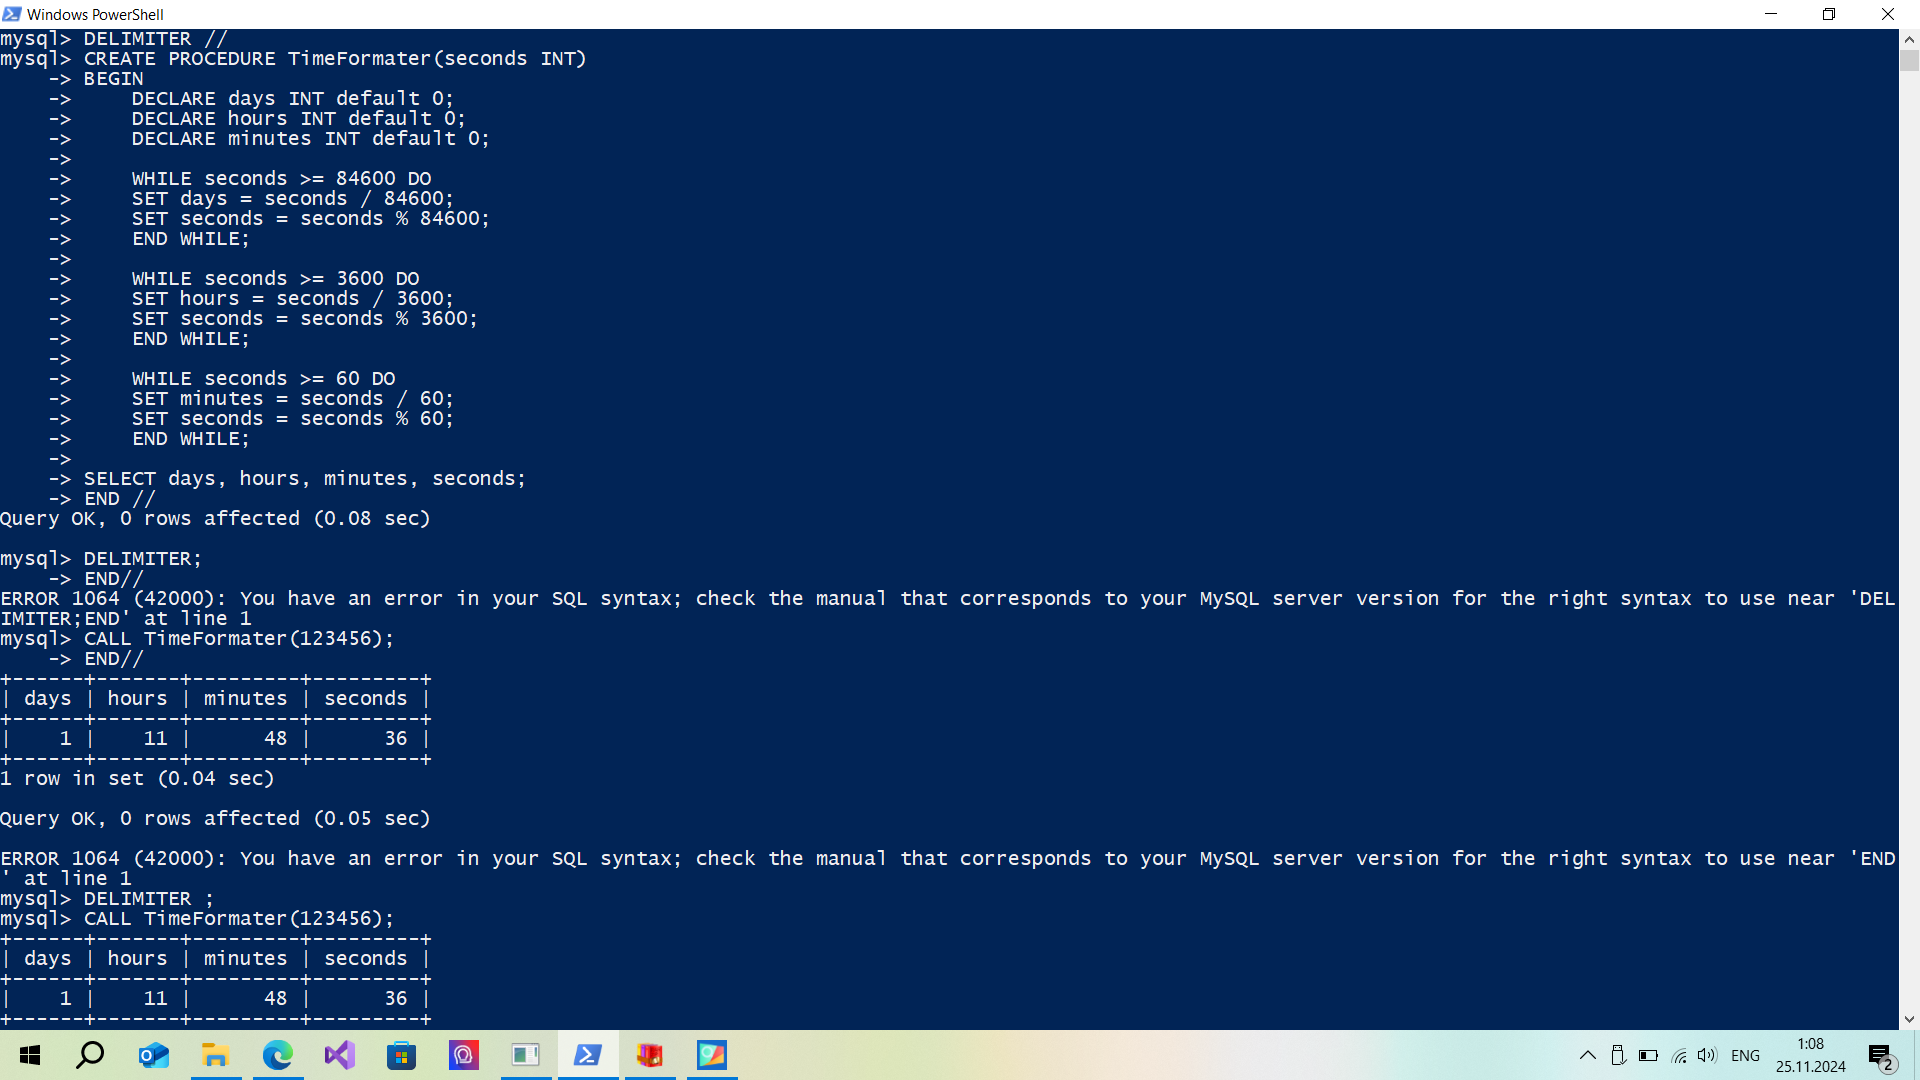 Windows PowerShell
mysql> DELIMITER //
mysql> CREATE PROCEDURE TimeFormater(seconds INT)
    -> BEGIN
    ->     DECLARE days INT default 0;
    ->     DECLARE hours INT default 0;
    ->     DECLARE minutes INT default 0;
    ->
    ->     WHILE seconds >= 84600 DO
    ->     SET days = seconds / 84600;
    ->     SET seconds = seconds % 84600;
    ->     END WHILE;
    ->
    ->     WHILE seconds >= 3600 DO
    ->     SET hours = seconds / 3600;
    ->     SET seconds = seconds % 3600;
    ->     END WHILE;
    ->
    ->     WHILE seconds >= 60 DO
    ->     SET minutes = seconds / 60;
    ->     SET seconds = seconds % 60;
    ->     END WHILE;
    ->
    -> SELECT days, hours, minutes, seconds;
    -> END //
Query OK, 0 rows affected (0.08 sec)

mysql> DELIMITER;
    -> END//
ERROR 1064 (42000): You have an error in your SQL syntax; check the manual that corresponds to your MySQL server version for the right syntax to use near 'DEL
IMITER;END' at line 1
mysql> CALL TimeFormater(123456);
    -> END//
+------+-------+---------+---------+
| days | hours | minutes | seconds |
+------+-------+---------+---------+
|    1 |    11 |      48 |      36 |
+------+-------+---------+---------+
1 row in set (0.04 sec)

Query OK, 0 rows affected (0.05 sec)

ERROR 1064 (42000): You have an error in your SQL syntax; check the manual that corresponds to your MySQL server version for the right syntax to use near 'END
' at line 1
mysql> DELIMITER ;
mysql> CALL TimeFormater(123456);
+------+-------+---------+---------+
| days | hours | minutes | seconds |
+------+-------+---------+---------+
|    1 |    11 |      48 |      36 |
+------+-------+---------+---------+
ENG
1:08
25.11.2024
2